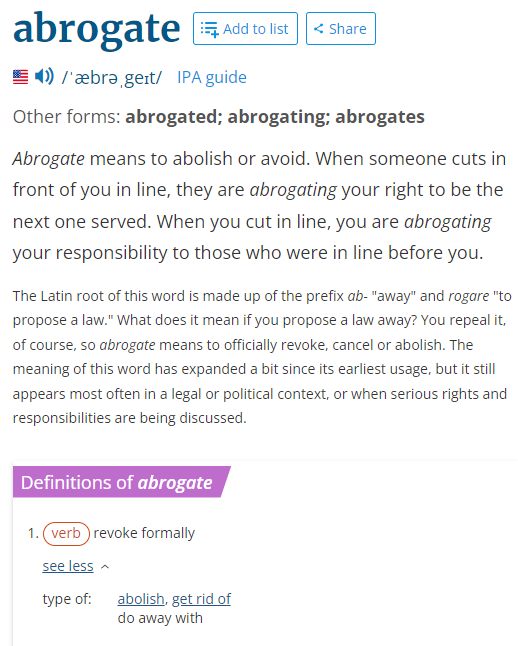 abrogate Add to list Share
/ˈæbrəˌgeɪt/ IPA guide
Other forms: abrogated; abrogating; abrogates
Abrogate means to abolish or avoid. When someone cuts in
front of you in line, they are abrogating your right to be the
next one served. When you cut in line, you are abrogating
your responsibility to those who were in line before you.
The Latin root of this word is made up of the prefix ab- "away" and rogare "to
propose a law." What does it mean if you propose a law away? You repeal it,
of course, so abrogate means to officially revoke, cancel or abolish. The
meaning of this word has expanded a bit since its earliest usage, but it still
appears most often in a legal or political context, or when serious rights and
responsibilities are being discussed.
Definitions of abrogate
1. verb revoke formally
see less
type of: abolish, get rid of
do away with